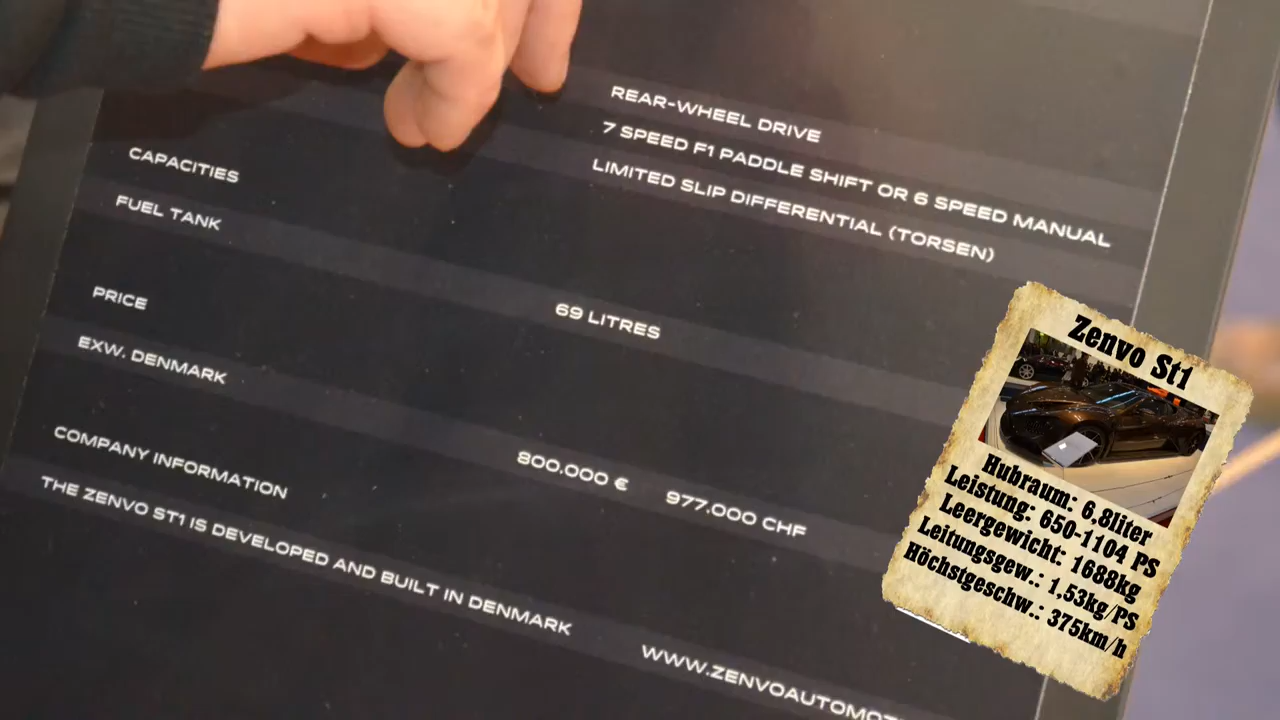 REAR-WHEEL DRIVE
7 SPEED F1 PADDLE SHIFT OR 6 SPEED MANUAL
LIMITED SLIP DIFFERENTIAL (TORSEN)
CAPACITIES
FUEL TANK
69 LITRES
PRICE
EXW. DENMARK
800.000 € 977.000 CHF
COMPANY INFORMATION
THE ZENVO ST1 IS DEVELOPED AND BUILT IN DENMARK
WWW.ZENVOAUTOMOT
Zenvo St1
Hubraum: 6,8liter
Leistung: 650-1104 PS
Leergewicht: 1688kg
Leitungsgew.: 1,53kg/PS
Höchstgeschw.: 375km/h